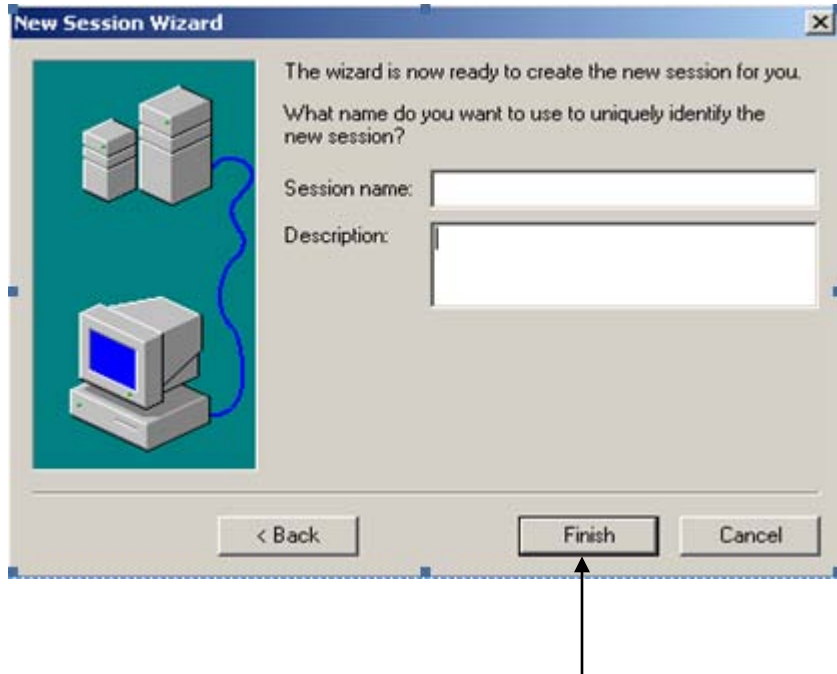 New Session Wizard
The wizard is now ready to create the new session for you.
What name do you want to use to uniquely identify the
new session?
Session name:
Description:
< Back
Finish
Cancel